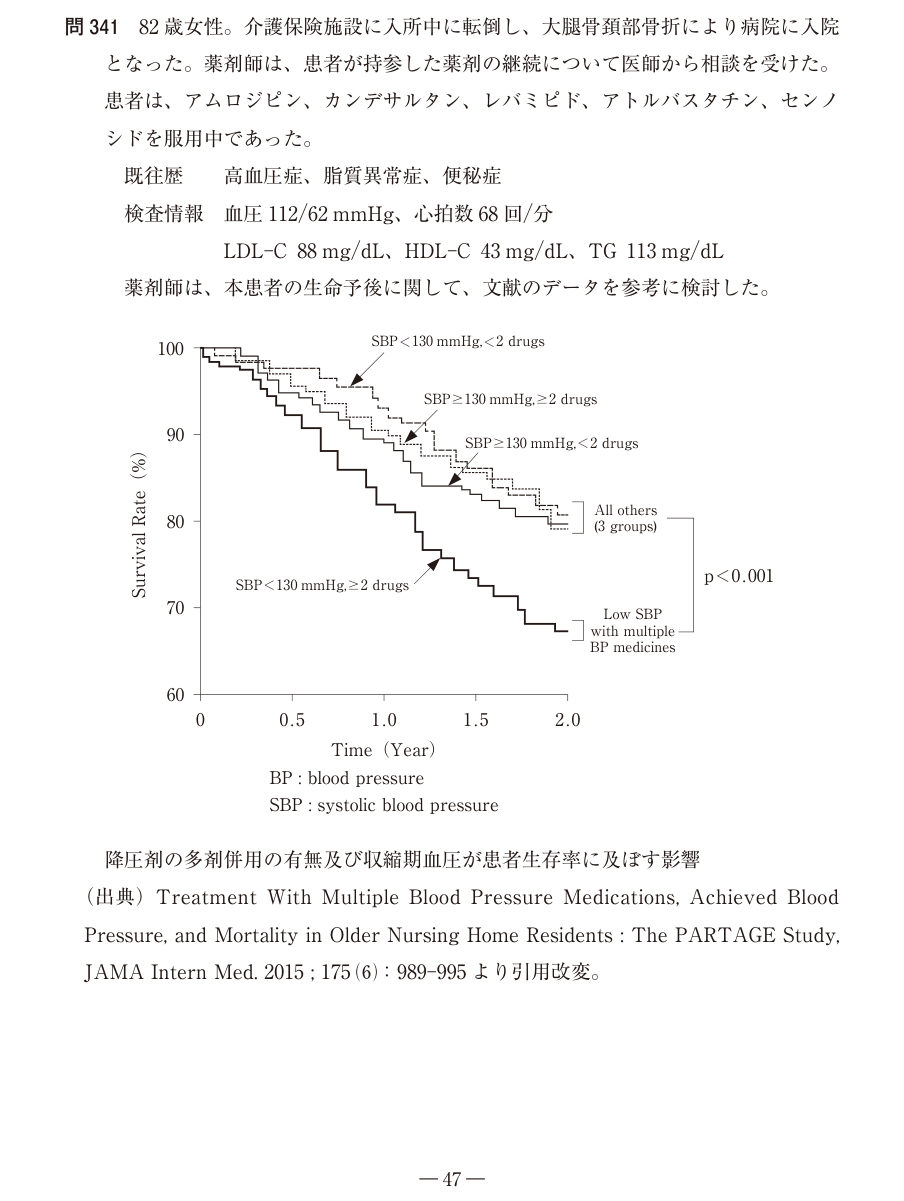 問 341　82 歳女性。介護保険施設に入所中に転倒し、大腿骨頚部骨折により病院に入院
となった。薬剤師は、患者が持参した薬剤の継続について医師から相談を受けた。
患者は、アムロジピン、カンデサルタン、レバミピド、アトルバスタチン、センノ
シドを服用中であった。
既往歴　　高血圧症、脂質異常症、便秘症
検査情報　血圧 112/62 mmHg、心拍数 68 回/分
LDL-C 88 mg/dL、HDL-C 43 mg/dL、TG 113 mg/dL
薬剤師は、本患者の生命予後に関して、文献のデータを参考に検討した。
SBP<130 mmHg,<2 drugs
SBP≥130 mmHg,≥2 drugs
SBP≥130 mmHg,<2 drugs
SBP<130 mmHg,≥2 drugs
All others
(3 groups)
p<0.001
Low SBP
with multiple
BP medicines
Survival Rate (%)
100
90
80
70
60
0 0.5 1.0 1.5 2.0
Time (Year)
BP : blood pressure
SBP : systolic blood pressure
降圧剤の多剤併用の有無及び収縮期血圧が患者生存率に及ぼす影響
（出典）Treatment With Multiple Blood Pressure Medications, Achieved Blood
Pressure, and Mortality in Older Nursing Home Residents : The PARTAGE Study,
JAMA Intern Med. 2015 ; 175 (6) : 989-995 より引用改変。
— 47 —